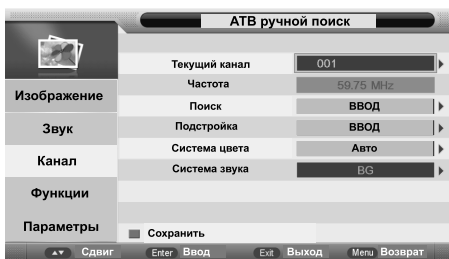 АТВ ручной поиск
Текущий канал 001
Частота 59.75 MHz
Изображение
Поиск ВВОД
Звук
Подстройка ВВОД
Система цвета Авто
Канал
Система звука BG
Функции
Параметры
Сохранить
Сдвиг Enter Ввод Exit Выход Menu Возврат